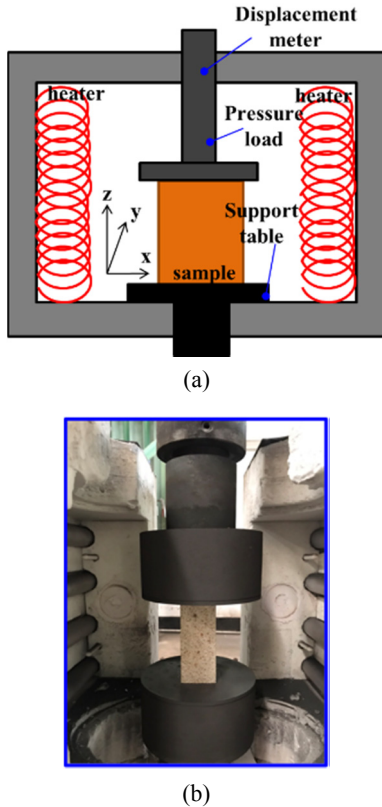 Displacement
meter
heater
heater
Pressure
load
z
y
x
Support
table
sample
(a)
(b)